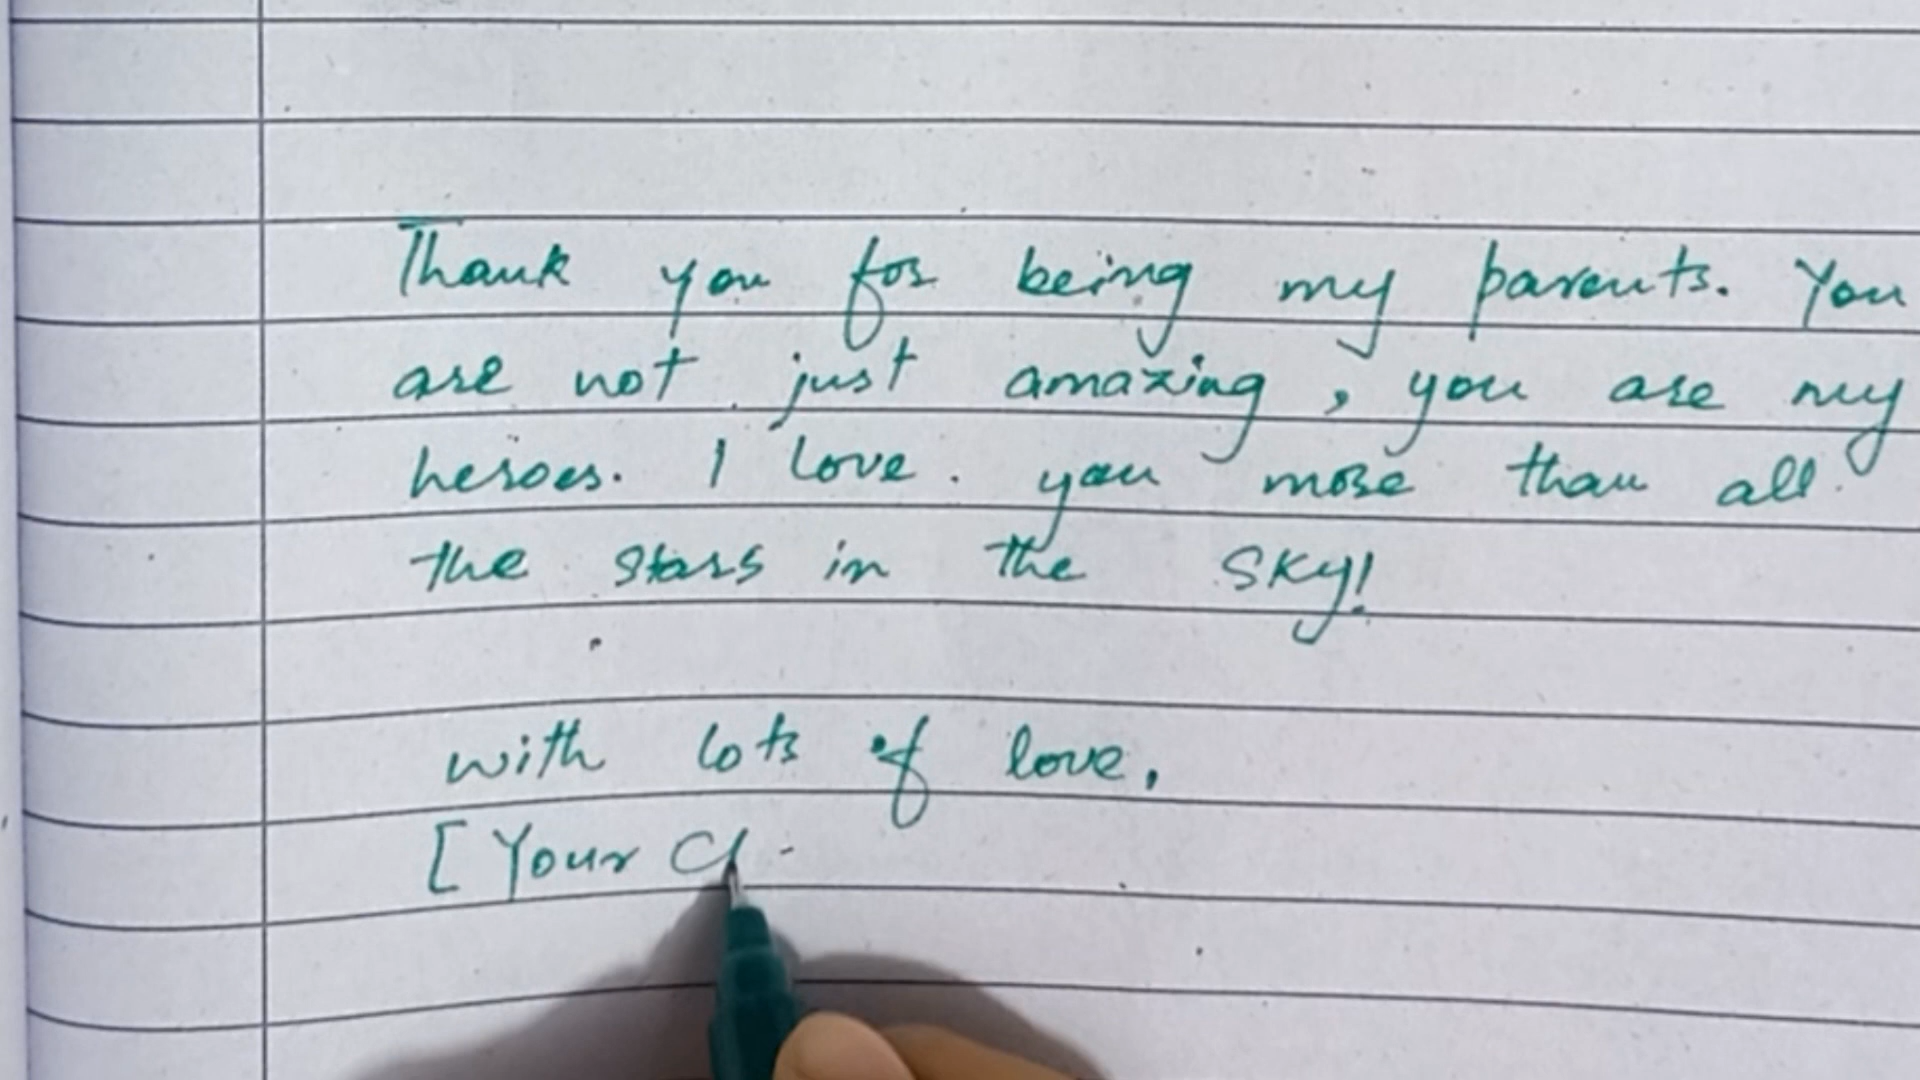 Thank you for being my parents. You
are not just amazing, you are my
heroes. I love. you more than all
the stars in the sky!
with lots of love,
[Your